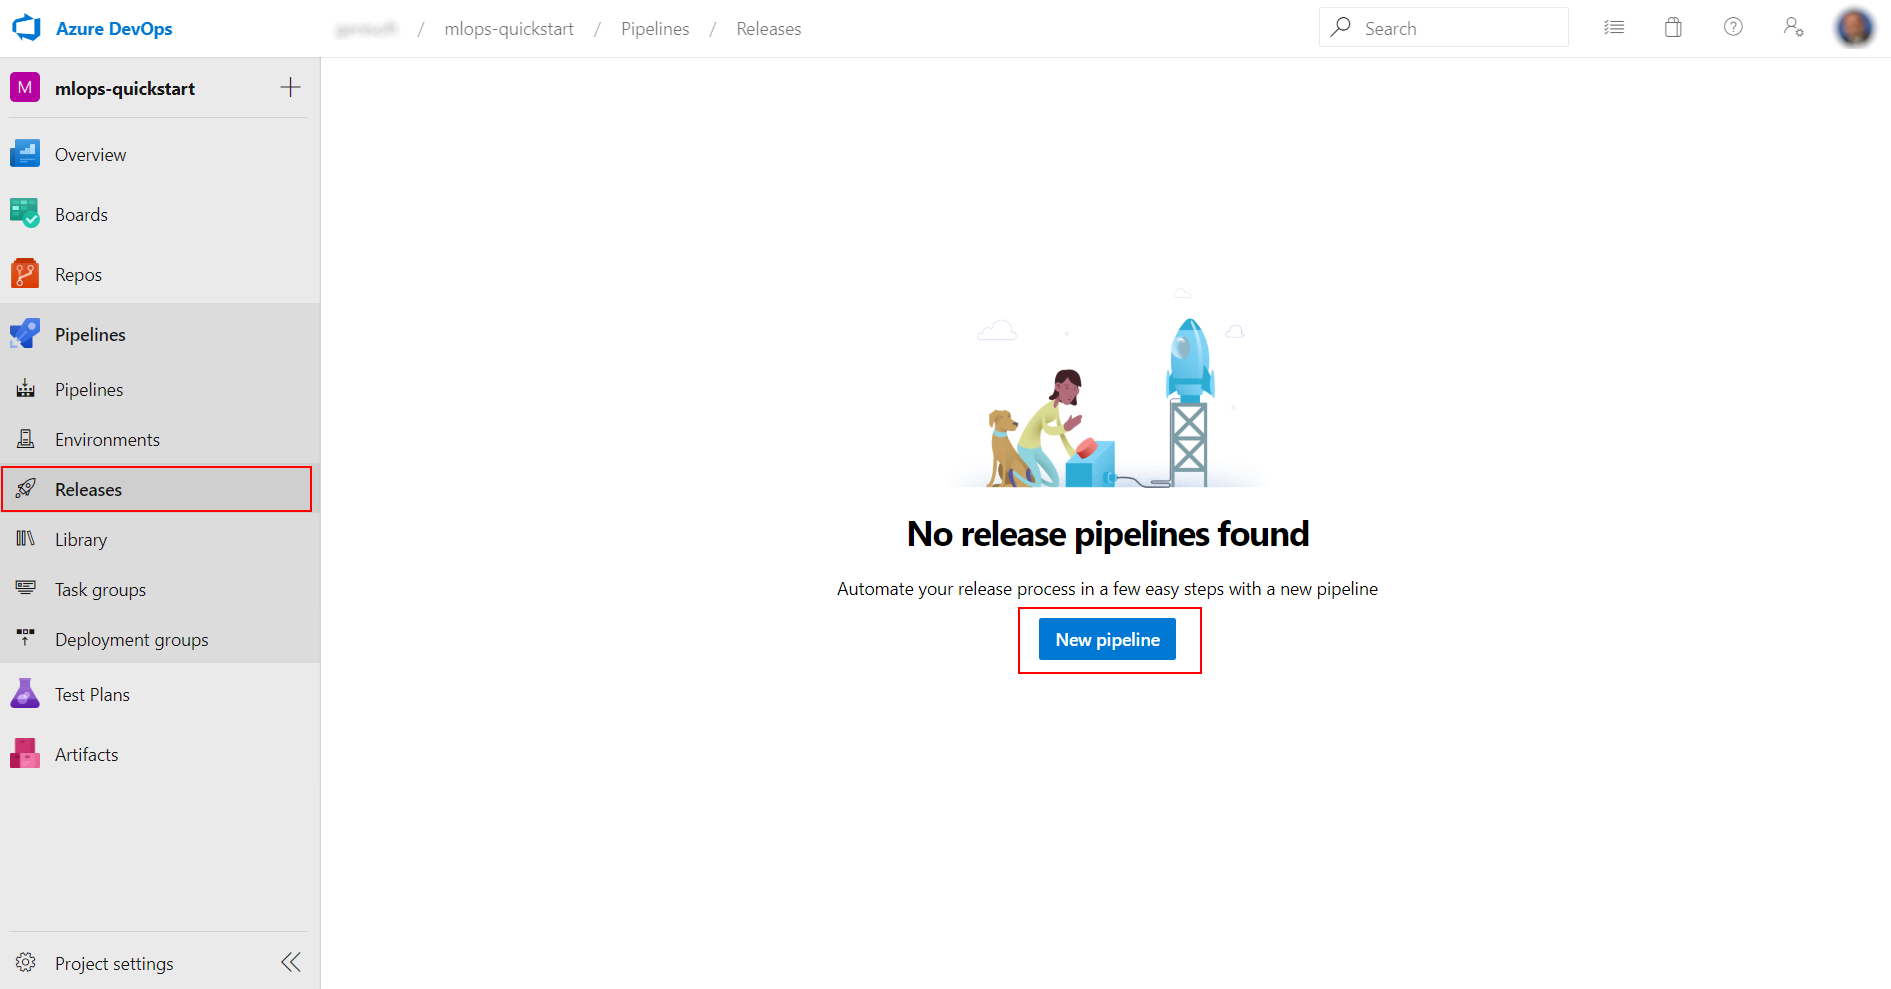 Azure DevOps
/ mlops-quickstart / Pipelines / Releases
Search
M mlops-quickstart
Overview
Boards
Repos
Pipelines
Pipelines
Environments
Releases
Library
Task groups
Deployment groups
Test Plans
Artifacts
Project settings
No release pipelines found
Automate your release process in a few easy steps with a new pipeline
New pipeline